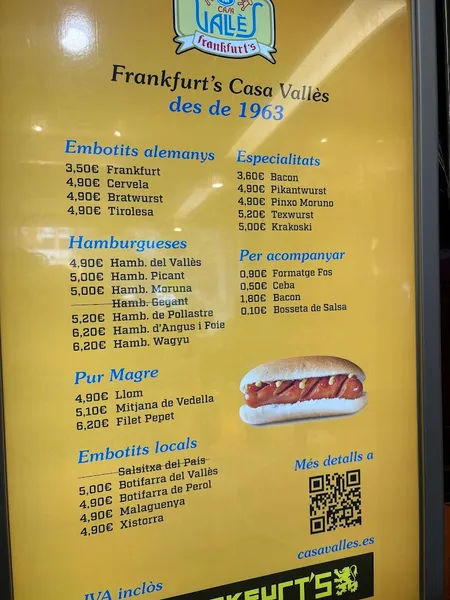 CASA
VALLÈS
frankfurt's
Frankfurt's Casa Vallès
des de 1963
Embotits alemanys
3,50€ Frankfurt
4,90€ Cervela
4,90€ Bratwurst
4,90€ Tirolesa
Hamburgueses
4,90€ Hamb. del Vallès
5,00€ Hamb. Picant
5,00€ Hamb. Moruna
Hamb. Gegant
5,20€ Hamb. de Pollastre
6,20€ Hamb. d'Angus i Foie
6,20€ Hamb. Wagyu
Pur Magre
4,90€ Llom
5,10€ Mitjana de Vedella
6,20€ Filet Pepet
Embotits locals
Salsitxa del País
5,00€ Botifarra del Vallès
4,90€ Botifarra de Perol
4,90€ Malaguenya
4,90€ Xistorra
Especialitats
3,60€ Bacon
4,90€ Pikantwurst
4,90€ Pinxo Moruno
5,20€ Texwurst
5,00€ Krakoski
Per acompanyar
0,90€ Formatge Fos
0,50€ Ceba
1,80€ Bacon
0,10€ Bosseta de Salsa
Més detalls a
casavalles.es
IVA inclòs
KFURT'S